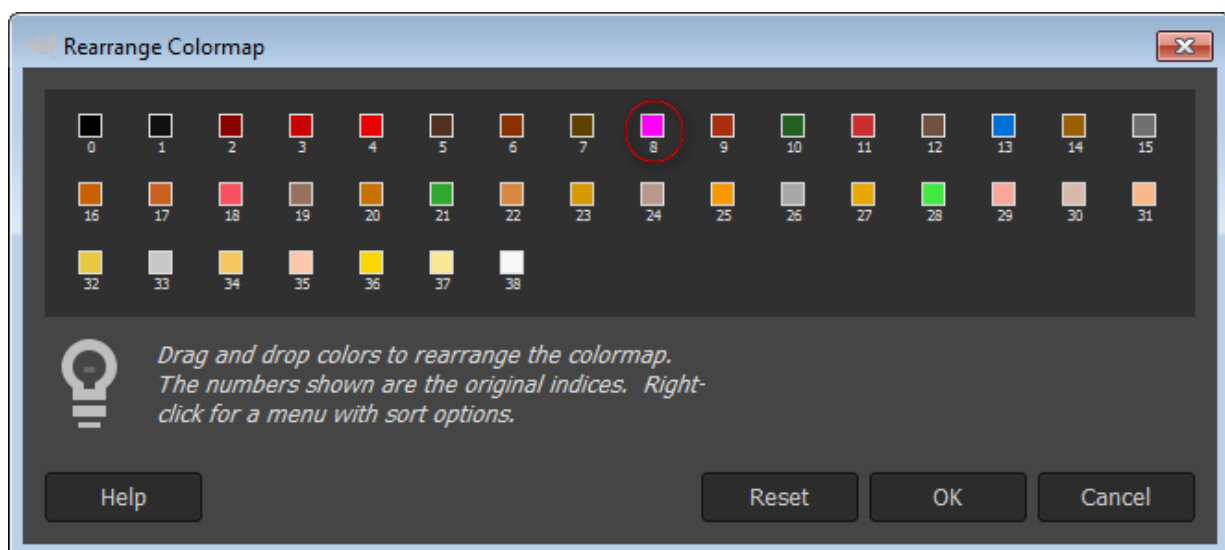 Rearrange Colormap
0 1 2 3 4 5 6 7 8 9 10 11 12 13 14 15
16 17 18 19 20 21 22 23 24 25 26 27 28 29 30 31
32 33 34 35 36 37 38
Drag and drop colors to rearrange the colormap.
The numbers shown are the original indices. Right-
click for a menu with sort options.
Help Reset OK Cancel